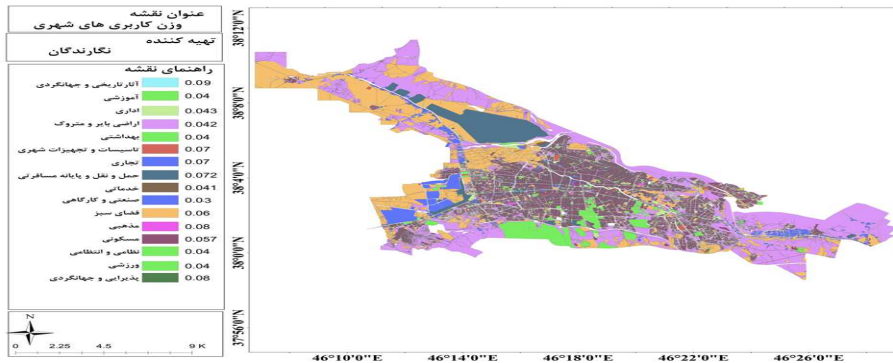 عنوان نقشه
وزن کاربری های شهری
تهیه کننده
نگارندگان
راهنمای نقشه
آثارتاریخی و جهانگردی 0.09
آموزشی 0.04
اداری 0.043
اراضی بایر و متروک 0.042
بهداشتی 0.04
تاسیسات و تجهیزات شهری 0.07
تجاری 0.07
حمل و نقل و پایانه مسافرتی 0.072
خدماتی 0.041
صنعتی و کارگاهی 0.03
فضای سبز 0.06
مذهبی 0.08
مسکونی 0.057
نظامی و انتظامی 0.04
ورزشی 0.04
پذیرایی و جهانگردی 0.08
N
0 2.25 4.5 9 K
38°12'0"N
38°8'0"N
38°4'0"N
38°0'0"N
37°56'0"N
46°10'0"E 46°14'0"E 46°18'0"E 46°22'0"E 46°26'0"E